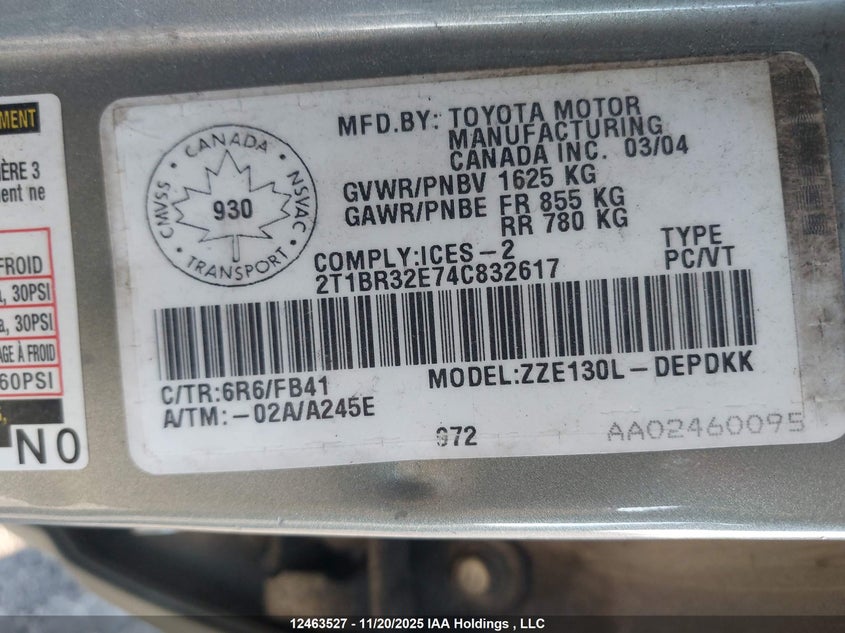 MENT
IÈRE 3
ment ne
FROID
a, 30PSI
a, 30PSI
AGE À FROID
60PSI
NO
CANADA
CMVSS
NSVAC
930
TRANSPORT
MFD.BY: TOYOTA MOTOR
MANUFACTURING
CANADA INC. 03/04
GVWR/PNBV 1625 KG
GAWR/PNBE FR 855 KG
RR 780 KG
COMPLY:ICES-2
TYPE
2T1BR32E74C832617
PC/VT
C/TR:6R6/FB41
MODEL:ZZE130L-DEPDKK
A/TM:-02A/A245E
972
AA02460095
12463527 - 11/20/2025 IAA Holdings , LLC